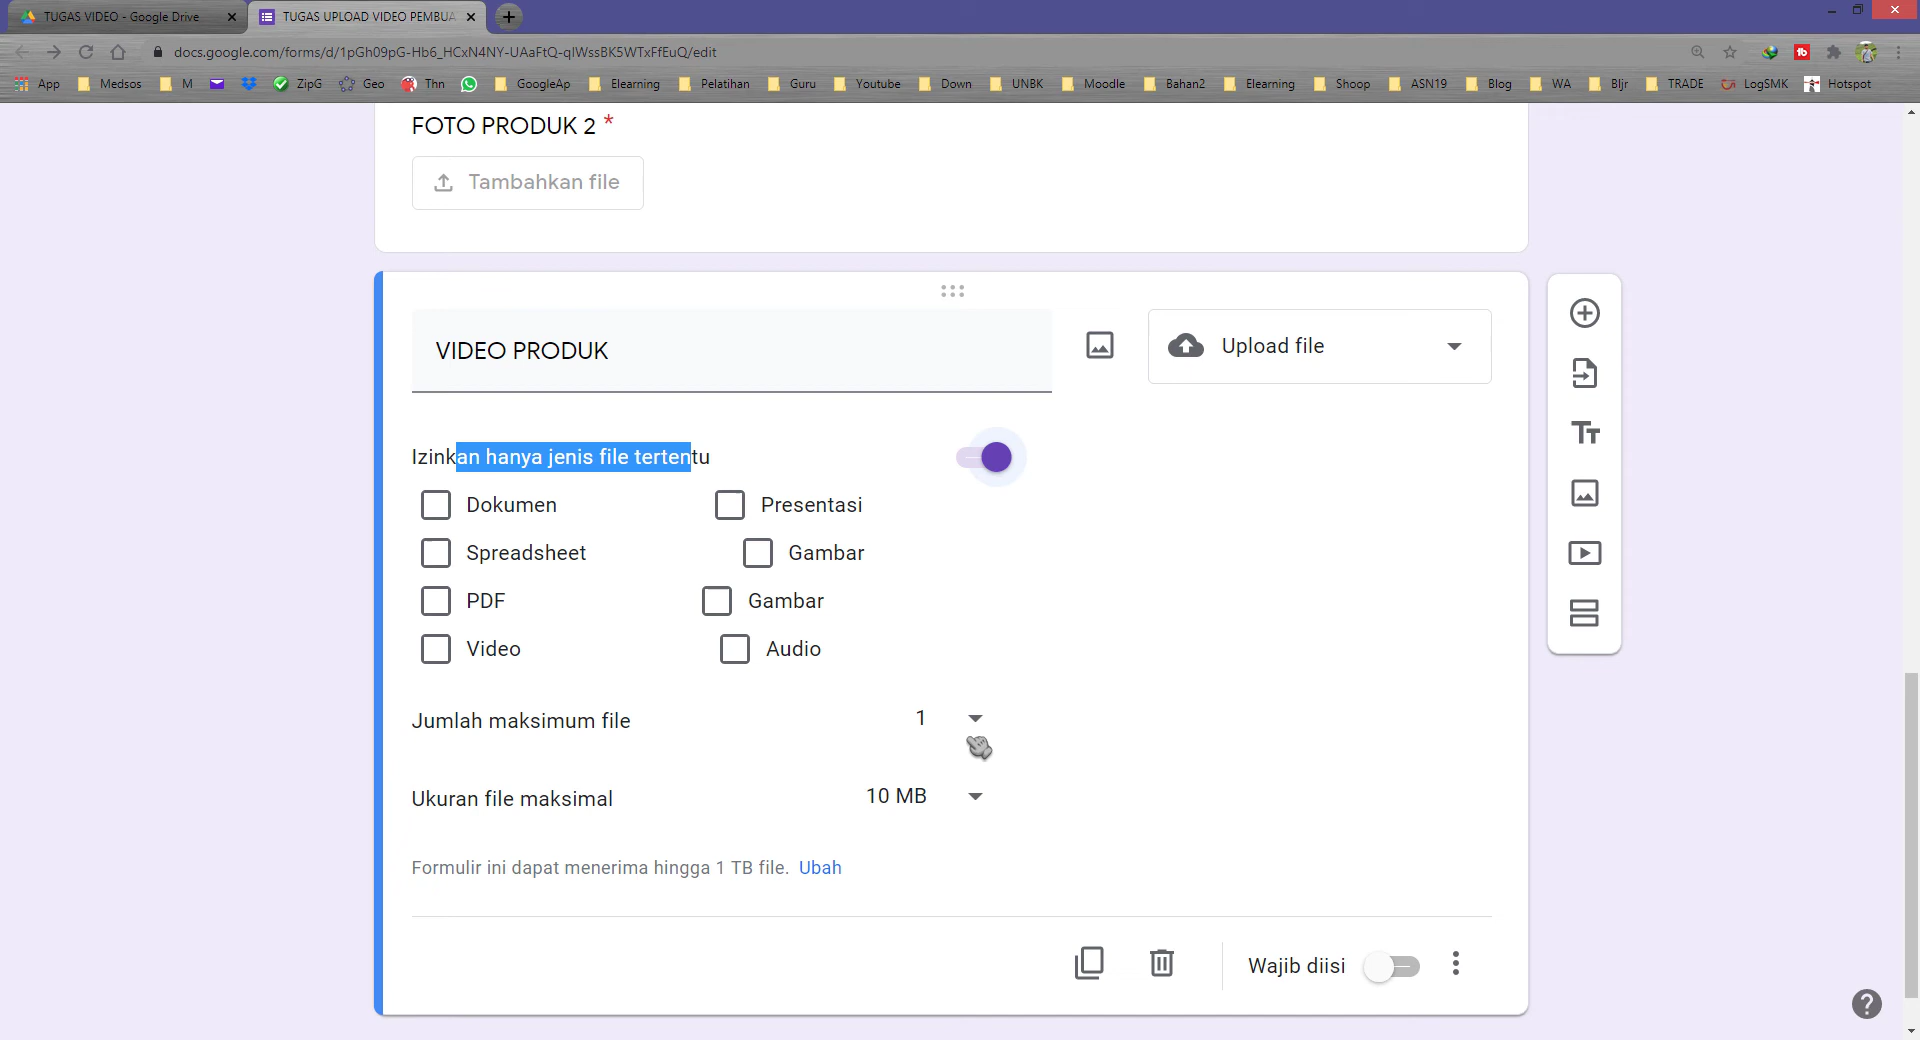 TUGAS VIDEO - Google Drive
TUGAS UPLOAD VIDEO PEMBUA
docs.google.com/forms/d/1pGh09pG-Hb6_HCxN4NY-UAaFtQ-qlWssBK5WTxFfEuQ/edit
App Medsos M ZipG Geo Thn GoogleAp Elearning Pelatihan Guru Youtube Down UNBK Moodle Bahan2 Elearning Shoop ASN19 Blog WA Bljr TRADE LogSMK Hotspot
FOTO PRODUK 2 *
Tambahkan file
VIDEO PRODUK
Upload file
Izinkan hanya jenis file tertentu
Dokumen Presentasi
Spreadsheet Gambar
PDF Gambar
Video Audio
Jumlah maksimum file 1
Ukuran file maksimal 10 MB
Formulir ini dapat menerima hingga 1 TB file. Ubah
Wajib diisi